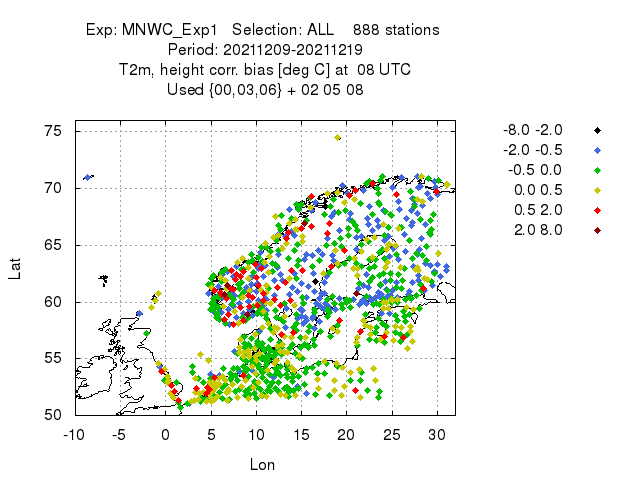 Exp: MNWC_Exp1 Selection: ALL 888 stations
Period: 20211209-20211219
T2m, height corr. bias [deg C] at 08 UTC
Used {00,03,06} + 02 05 08
-8.0 -2.0
-2.0 -0.5
-0.5 0.0
0.0 0.5
0.5 2.0
2.0 8.0
75
70
65
60
55
50
Lat
-10 -5 0 5 10 15 20 25 30
Lon